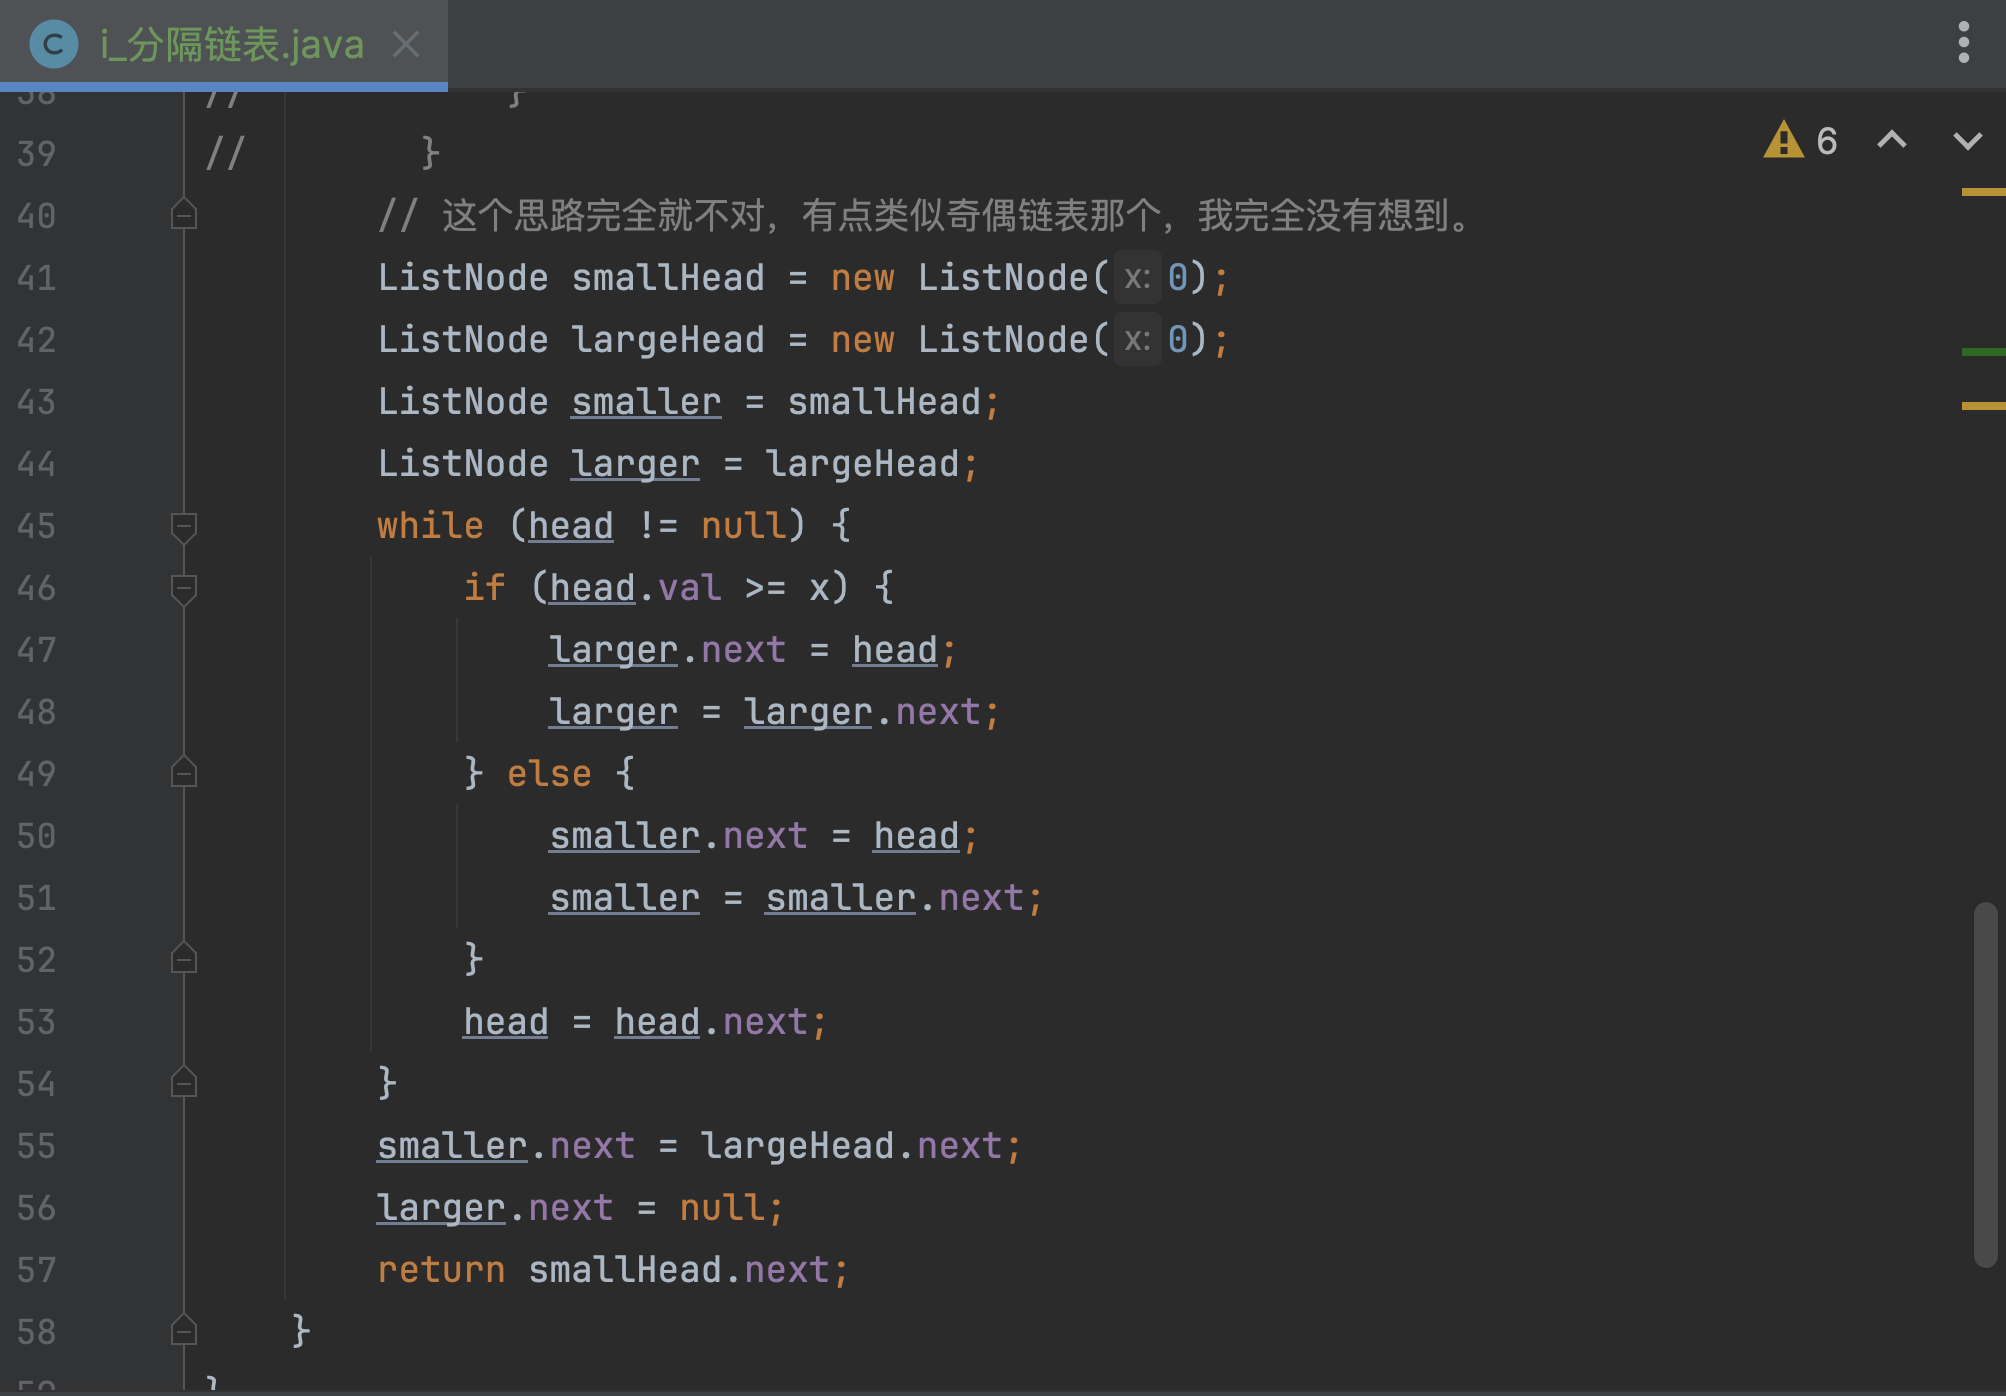 C i_分隔链表.java
38 // }
39 // }
6
40 // 这个思路完全就不对，有点类似奇偶链表那个，我完全没有想到。
41 ListNode smallHead = new ListNode( x: 0);
42 ListNode largeHead = new ListNode( x: 0);
43 ListNode smaller = smallHead;
44 ListNode larger = largeHead;
45 while (head != null) {
46 if (head.val >= x) {
47 larger.next = head;
48 larger = larger.next;
49 } else {
50 smaller.next = head;
51 smaller = smaller.next;
52 }
53 head = head.next;
54 }
55 smaller.next = largeHead.next;
56 larger.next = null;
57 return smallHead.next;
58 }
59 }